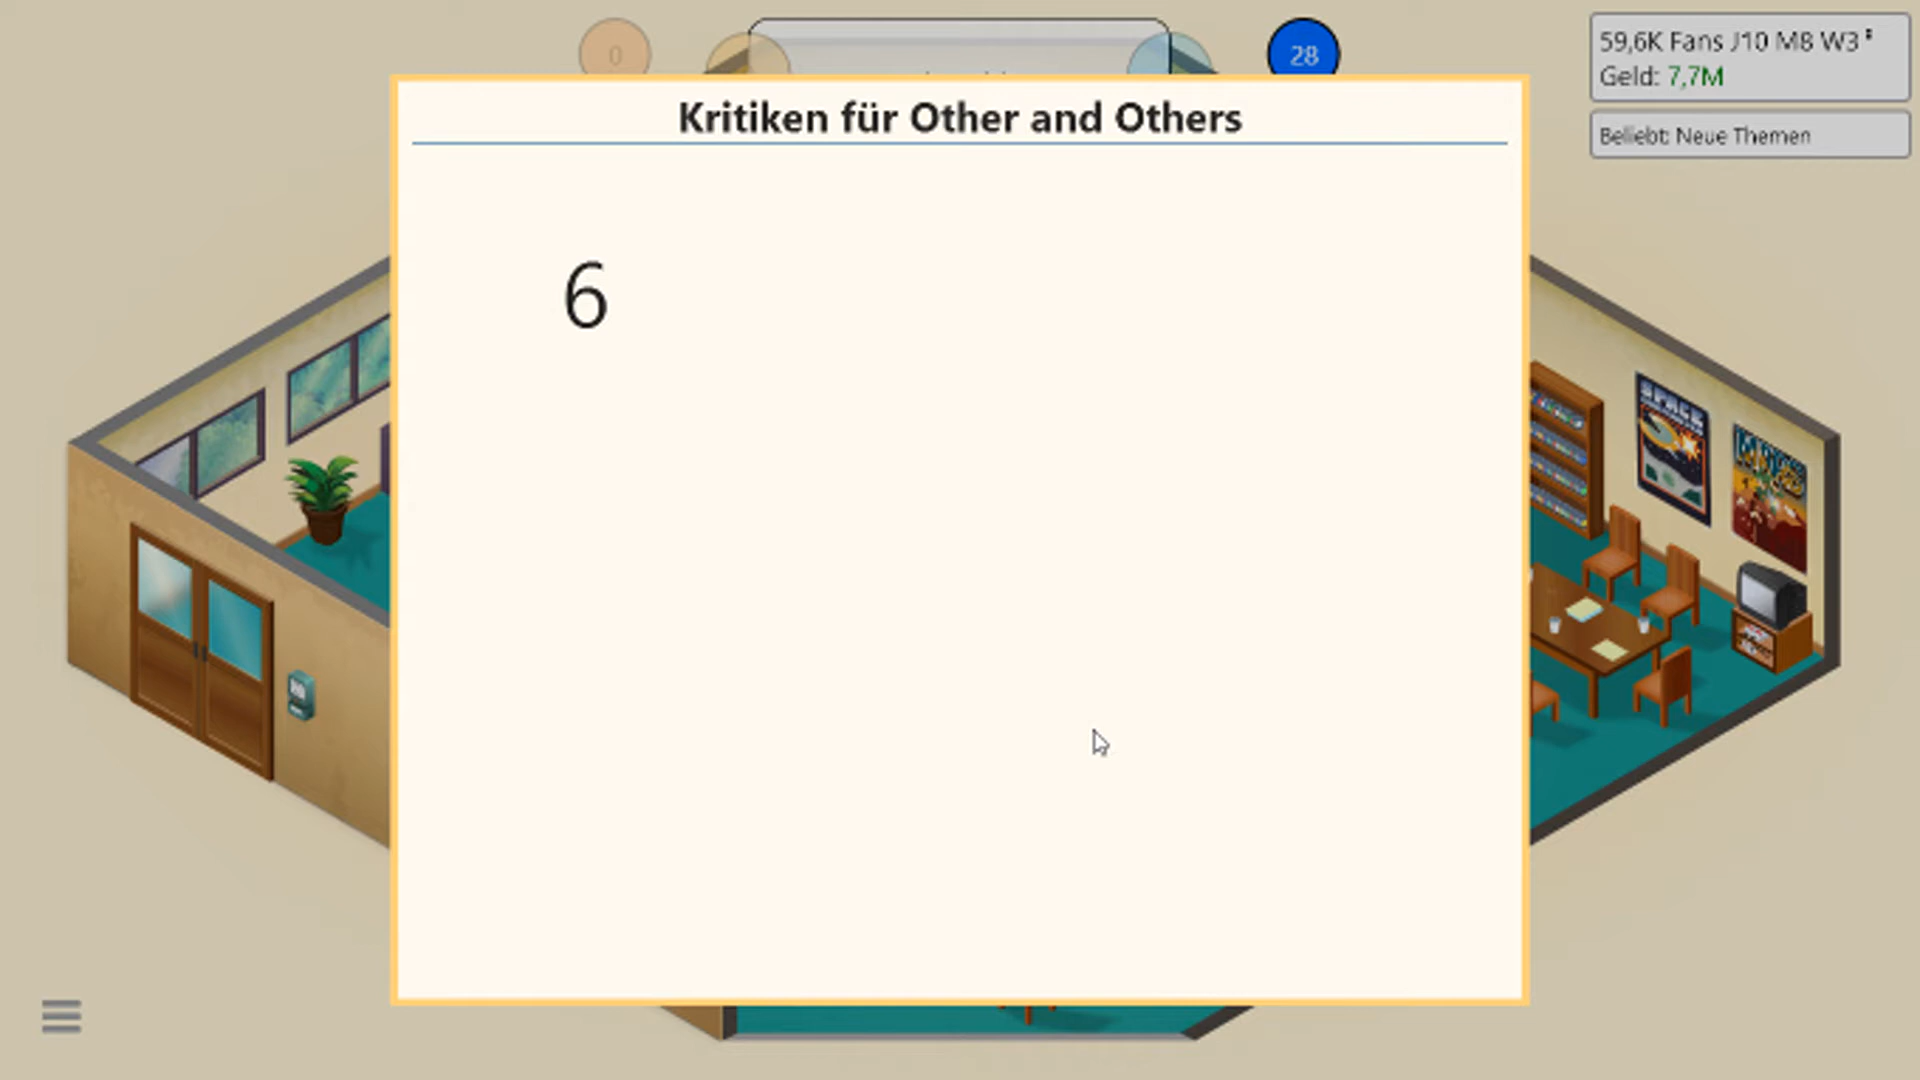 0
28
59,6K Fans J10 M8 W3
Geld: 7,7M
Beliebt: Neue Themen
Kritiken für Other and Others
6
SPACE